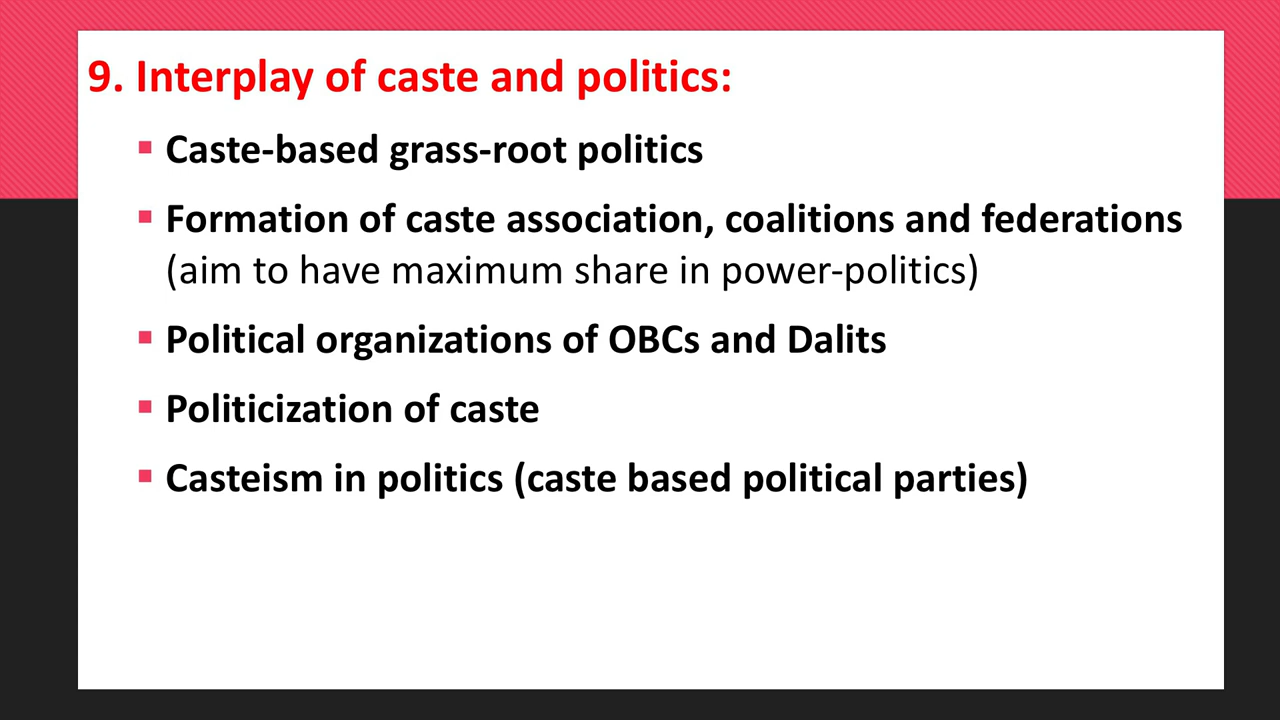 9. Interplay of caste and politics:
▪ Caste-based grass-root politics
▪ Formation of caste association, coalitions and federations
(aim to have maximum share in power-politics)
▪ Political organizations of OBCs and Dalits
▪ Politicization of caste
▪ Casteism in politics (caste based political parties)